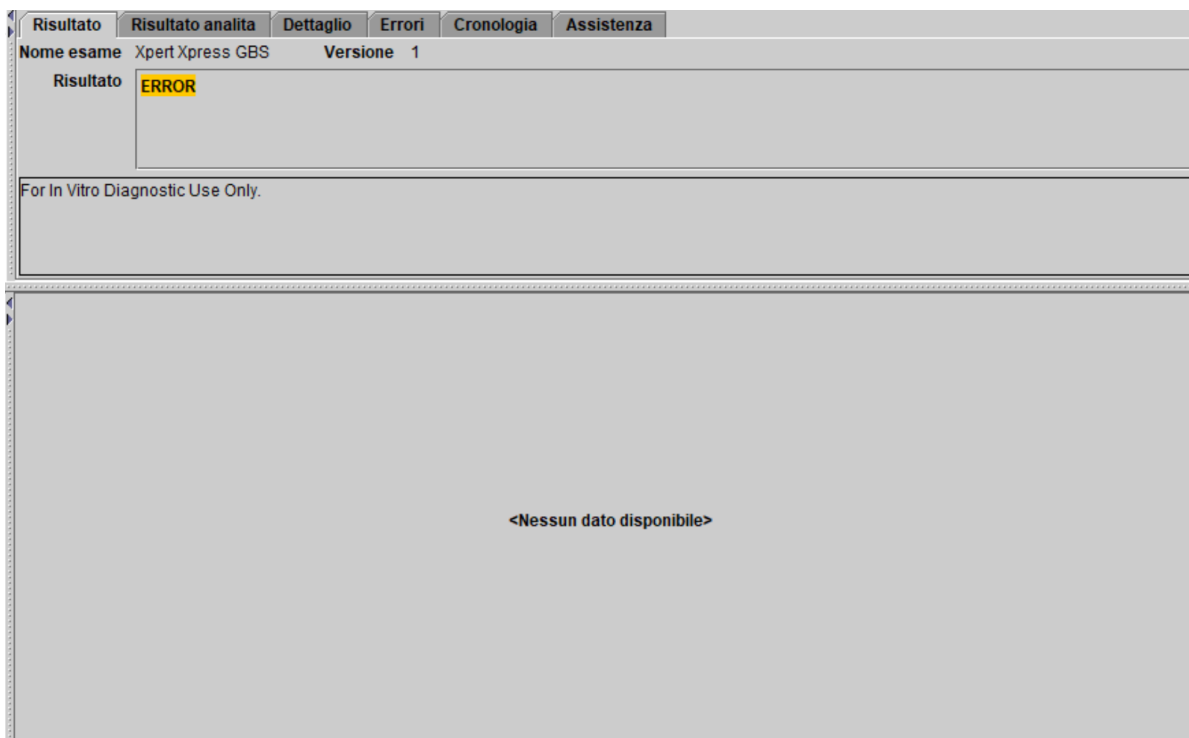 Risultato Risultato analita Dettaglio Errori Cronologia Assistenza
Nome esame Xpert Xpress GBS Versione 1
Risultato ERROR
For In Vitro Diagnostic Use Only.
<Nessun dato disponibile>